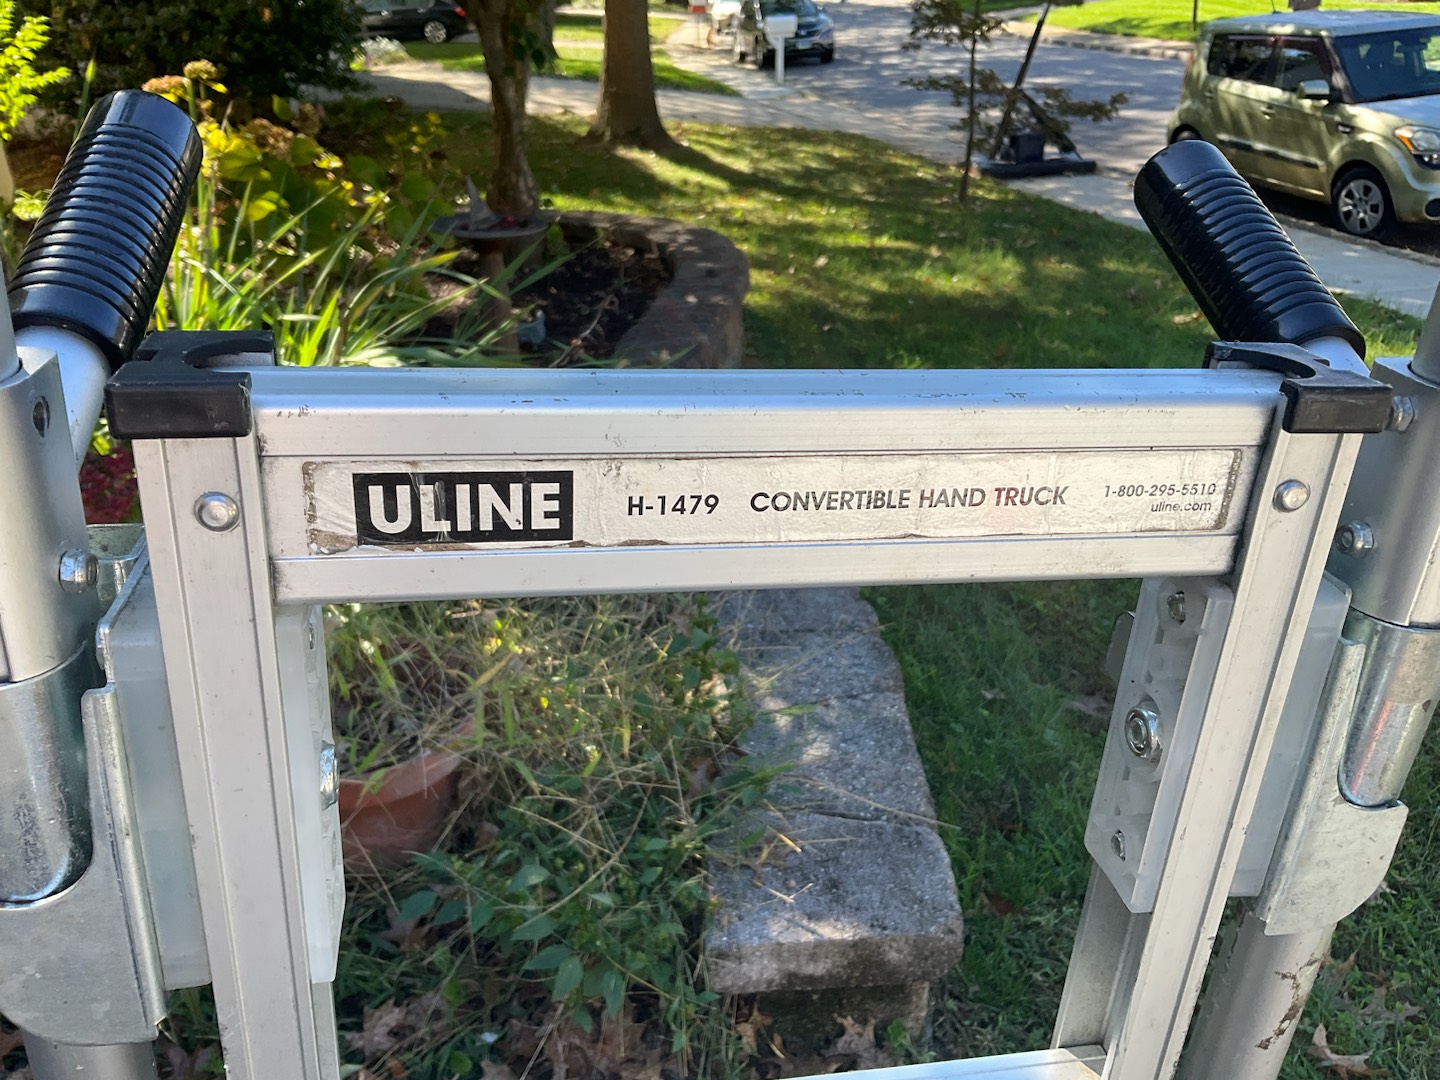 ULINE H-1479 CONVERTIBLE HAND TRUCK 1-800-295-5510
uline.com